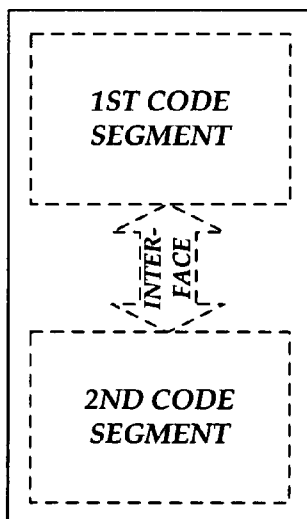 1ST CODE
SEGMENT
INTER-
FACE
2ND CODE
SEGMENT